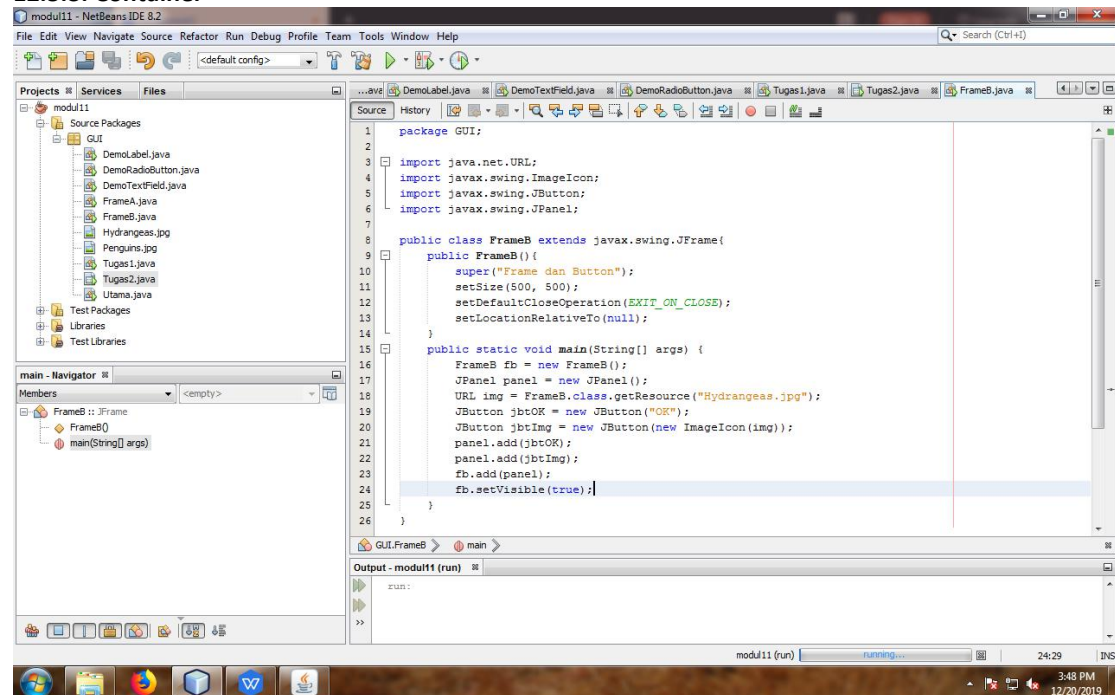 modul11 - NetBeans IDE 8.2
File Edit View Navigate Source Refactor Run Debug Profile Team Tools Window Help
Search (Ctrl+I)
<default config>
Projects Services Files
modul11
Source Packages
GUI
DemoLabel.java
DemoRadioButton.java
DemoTextField.java
FrameA.java
FrameB.java
Hydrangeas.jpg
Penguins.jpg
Tugas1.java
Tugas2.java
Utama.java
Test Packages
Libraries
Test Libraries
main - Navigator
Members <empty>
FrameB :: JFrame
FrameB()
main(String[] args)
...ava DemoLabel.java DemoTextField.java DemoRadioButton.java Tugas1.java Tugas2.java FrameB.java
Source History
1 package GUI;
2
3 import java.net.URL;
4 import javax.swing.ImageIcon;
5 import javax.swing.JButton;
6 import javax.swing.JPanel;
7
8 public class FrameB extends javax.swing.JFrame{
9 public FrameB(){
10 super("Frame dan Button");
11 setSize(500, 500);
12 setDefaultCloseOperation(EXIT_ON_CLOSE);
13 setLocationRelativeTo(null);
14 }
15 public static void main(String[] args) {
16 FrameB fb = new FrameB();
17 JPanel panel = new JPanel();
18 URL img = FrameB.class.getResource("Hydrangeas.jpg");
19 JButton jbtOK = new JButton("OK");
20 JButton jbtImg = new JButton(new ImageIcon(img));
21 panel.add(jbtOK);
22 panel.add(jbtImg);
23 fb.add(panel);
24 fb.setVisible(true);
25 }
26 }
GUI.FrameB main
Output - modul11 (run)
run:
modul11 (run) running... 24:29 INS
3:48 PM
12/20/2019